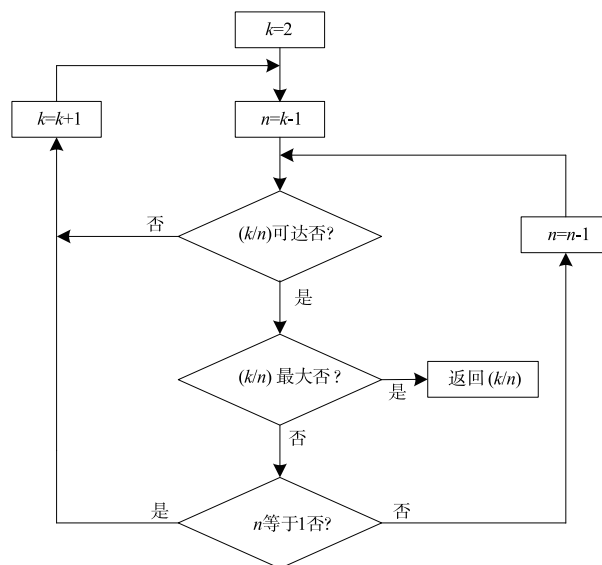 k=2
k=k+1
n=k-1
否
(k/n)可达否?
n=n-1
是
(k/n) 最大否?
是
返回 (k/n)
否
是
n等于1否?
否